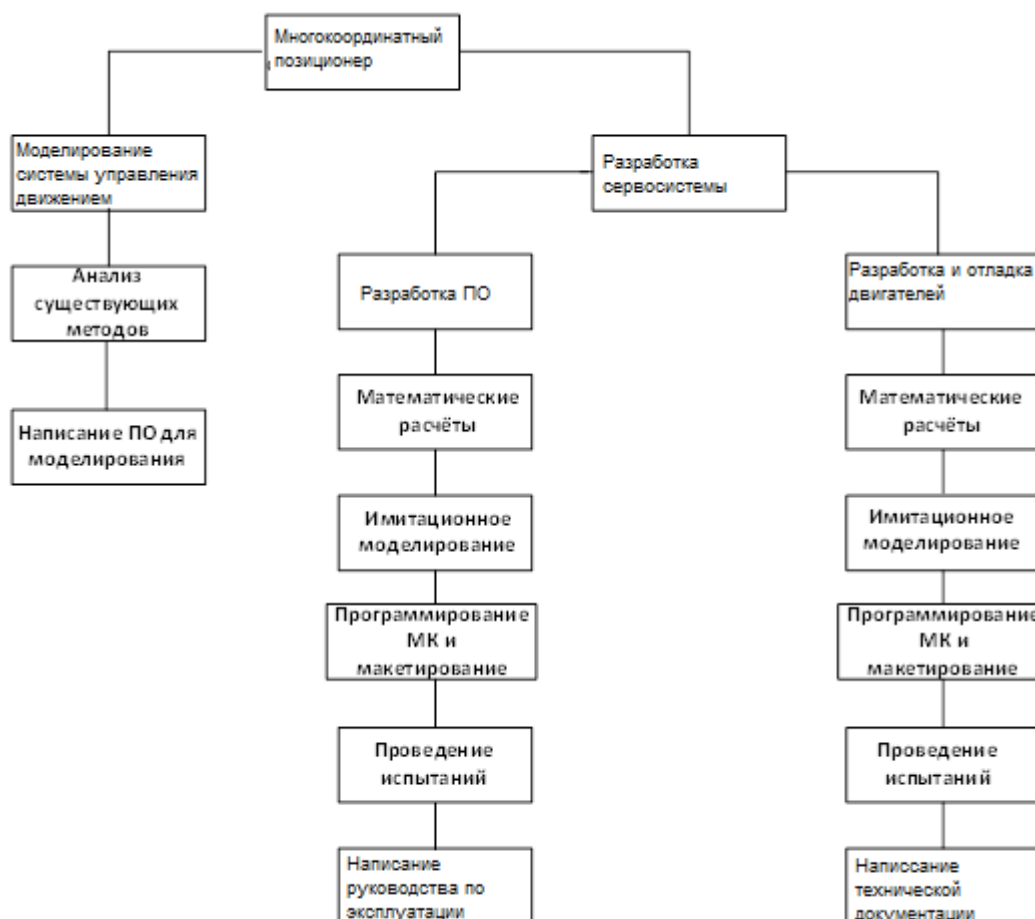 Многокоординатный
позиционер
Моделирование
системы управления
движением
Разработка
сервосистемы
Анализ
существующих
методов
Разработка ПО
Разработка и отладка
двигателей
Написание ПО для
моделирования
Математические
расчёты
Математические
расчёты
Имитационное
моделирование
Имитационное
моделирование
Программирование
МК и
макетирование
Программирование
МК и
макетирование
Проведение
испытаний
Проведение
испытаний
Написание
руководства по
эксплуатации
Написсание
технической
документации